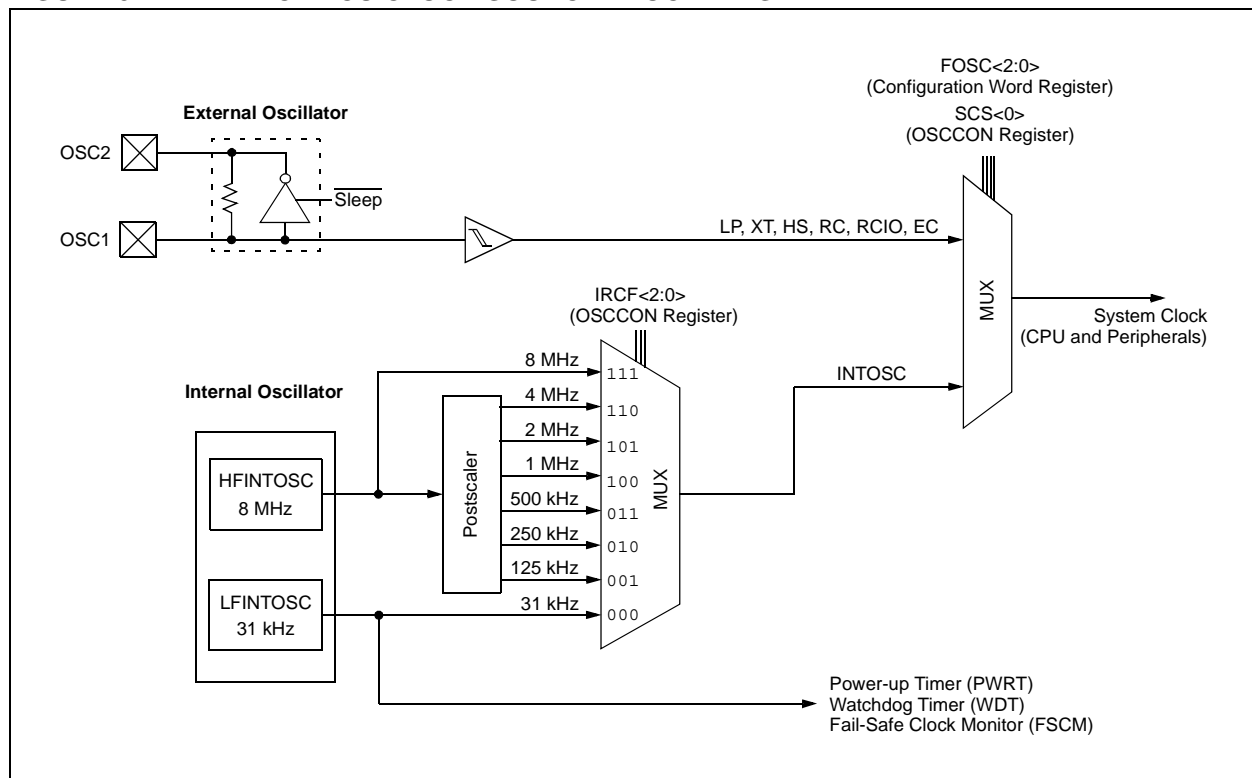 FOSC<2:0>
(Configuration Word Register)
SCS<0>
(OSCCON Register)
External Oscillator
OSC2
Sleep
OSC1
LP, XT, HS, RC, RCIO, EC
MUX
System Clock
(CPU and Peripherals)
IRCF<2:0>
(OSCCON Register)
8 MHz
111
Internal Oscillator
4 MHz
110
2 MHz
101
1 MHz
100
500 kHz
011
250 kHz
010
125 kHz
001
31 kHz
000
MUX
INTOSC
HFINTOSC
8 MHz
Postscaler
LFINTOSC
31 kHz
Power-up Timer (PWRT)
Watchdog Timer (WDT)
Fail-Safe Clock Monitor (FSCM)